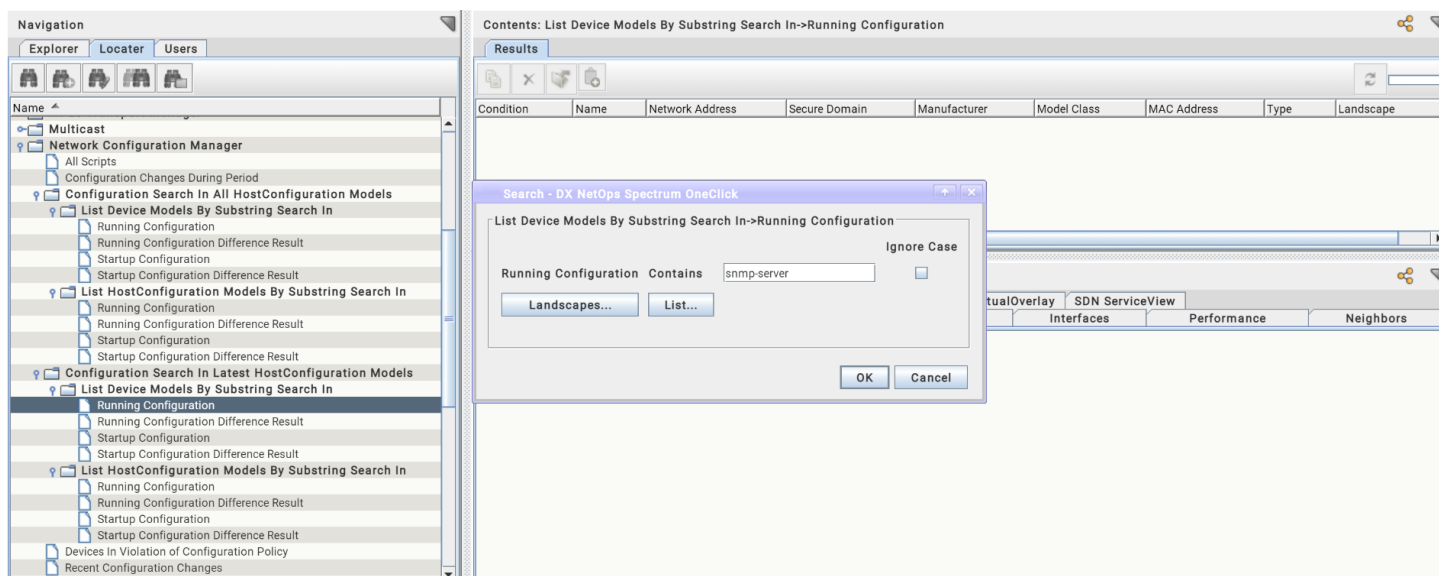 Navigation
Explorer Locater Users
Name
Multicast
Network Configuration Manager
All Scripts
Configuration Changes During Period
Configuration Search In All HostConfiguration Models
List Device Models By Substring Search In
Running Configuration
Running Configuration Difference Result
Startup Configuration
Startup Configuration Difference Result
List HostConfiguration Models By Substring Search In
Running Configuration
Running Configuration Difference Result
Startup Configuration
Startup Configuration Difference Result
Configuration Search In Latest HostConfiguration Models
List Device Models By Substring Search In
Running Configuration
Running Configuration Difference Result
Startup Configuration
Startup Configuration Difference Result
List HostConfiguration Models By Substring Search In
Running Configuration
Running Configuration Difference Result
Startup Configuration
Startup Configuration Difference Result
Devices In Violation of Configuration Policy
Recent Configuration Changes
Contents: List Device Models By Substring Search In->Running Configuration
Results
Condition Name Network Address Secure Domain Manufacturer Model Class MAC Address Type Landscape
Search - DX NetOps Spectrum OneClick
List Device Models By Substring Search In->Running Configuration
Ignore Case
Running Configuration Contains snmp-server
Landscapes... List...
OK Cancel
tualOverlay SDN ServiceView
Interfaces Performance Neighbors